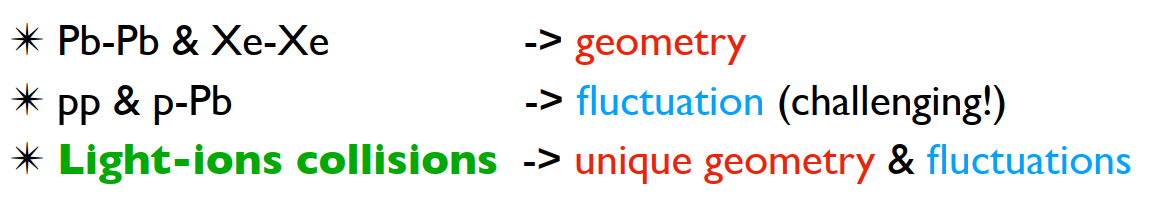 ✴ Pb-Pb & Xe-Xe -> geometry
✴ pp & p-Pb -> fluctuation (challenging!)
✴ Light-ions collisions -> unique geometry & fluctuations